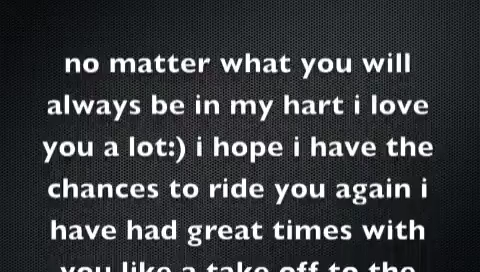 no matter what you will
always be in my hart i love
you a lot:) i hope i have the
chances to ride you again i
have had great times with
you like a take off to the